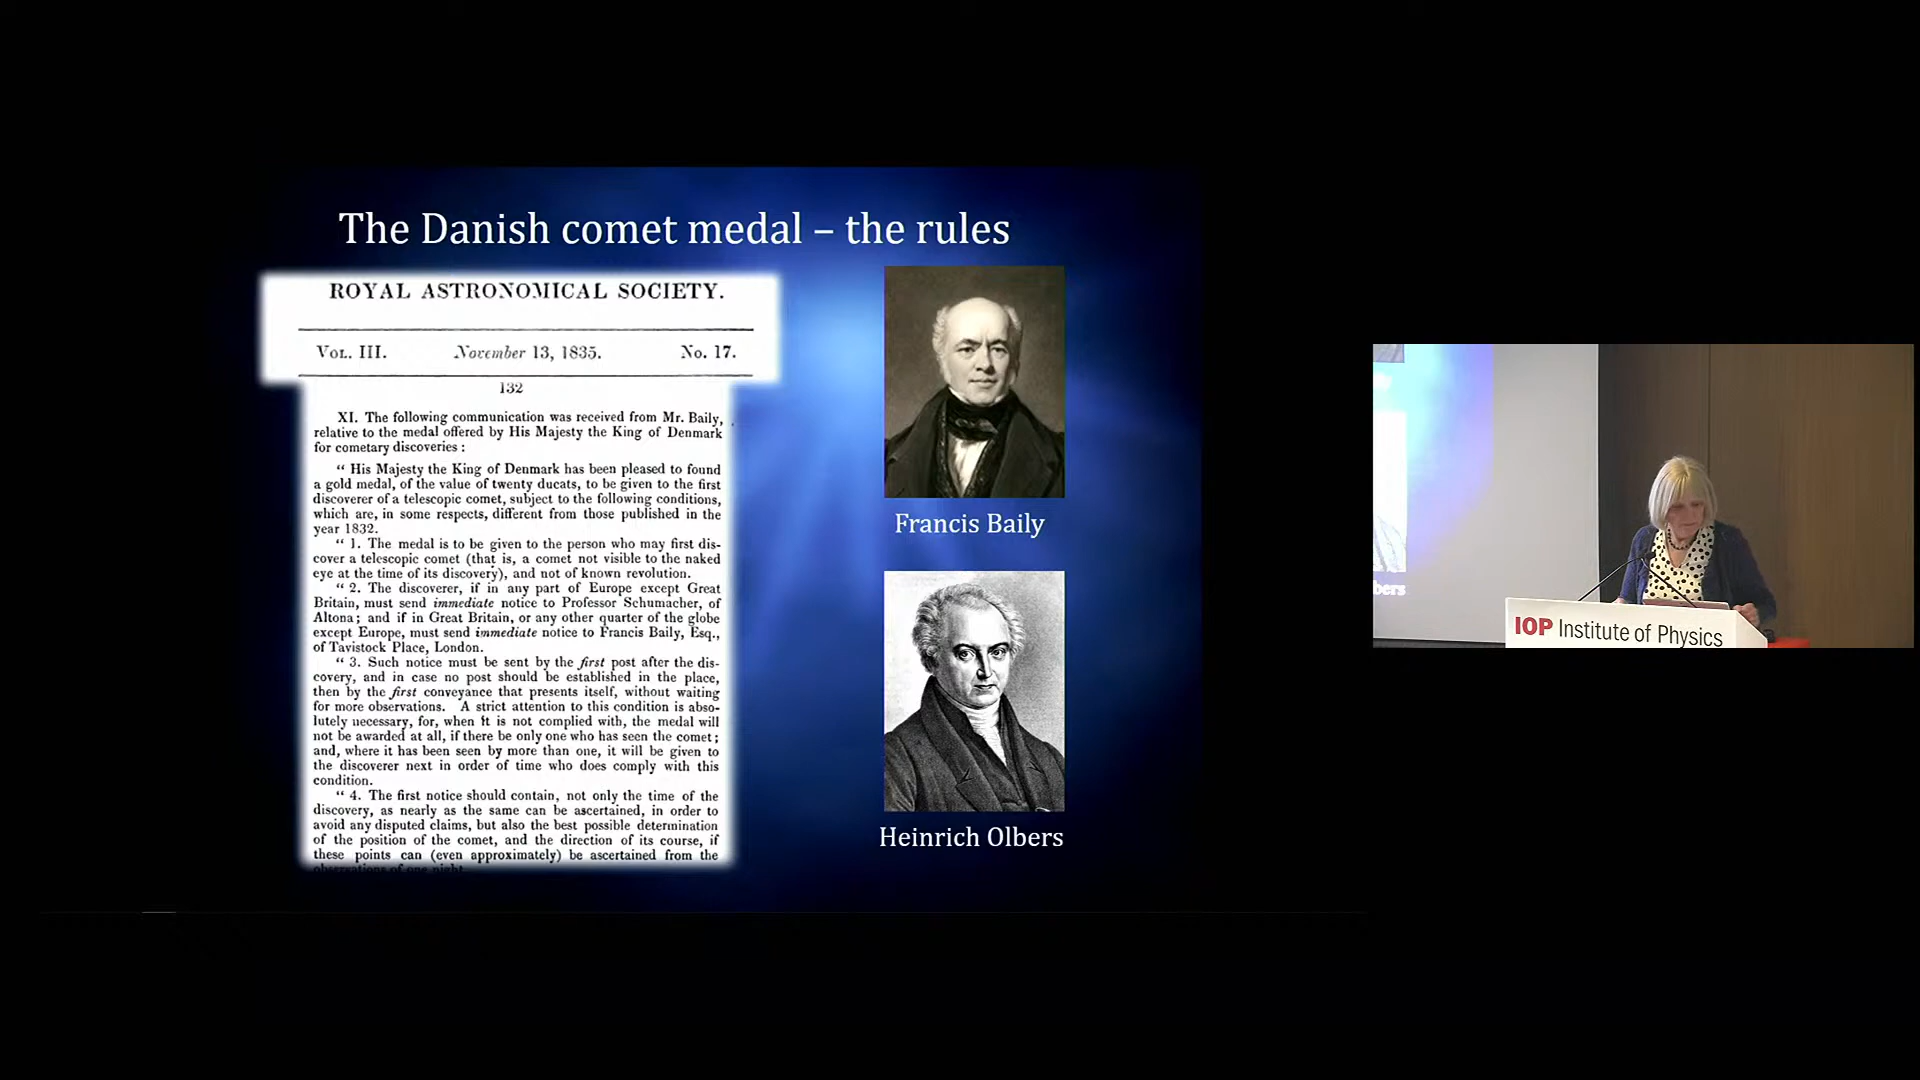 The Danish comet medal – the rules
ROYAL ASTRONOMICAL SOCIETY.
VOL. III. November 13, 1835. No. 17.
132
XI. The following communication was received from Mr. Baily,
relative to the medal offered by His Majesty the King of Denmark
for cometary discoveries :
“ His Majesty the King of Denmark has been pleased to found
a gold medal, of the value of twenty ducats, to be given to the first
discoverer of a telescopic comet, subject to the following conditions,
which are, in some respects, different from those published in the
year 1832.
“ 1. The medal is to be given to the person who may first dis-
cover a telescopic comet (that is, a comet not visible to the naked
eye at the time of its discovery), and not of known revolution.
“ 2. The discoverer, if in any part of Europe except Great
Britain, must send immediate notice to Professor Schumacher, of
Altona; and if in Great Britain, or any other quarter of the globe
except Europe, must send immediate notice to Francis Baily, Esq.,
of Tavistock Place, London.
“ 3. Such notice must be sent by the first post after the dis-
covery, and in case no post should be established in the place,
then by the first conveyance that presents itself, without waiting
for more observations. A strict attention to this condition is abso-
lutely necessary, for, when it is not complied with, the medal will
not be awarded at all, if there be only one who has seen the comet;
and, where it has been seen by more than one, it will be given to
the discoverer next in order of time who does comply with this
condition.
“ 4. The first notice should contain, not only the time of the
discovery, as nearly as the same can be ascertained, in order to
avoid any disputed claims, but also the best possible determination
of the position of the comet, and the direction of its course, if
these points can (even approximately) be ascertained from the
observations of one night.
Francis Baily
Heinrich Olbers
bers
IOP Institute of Physics